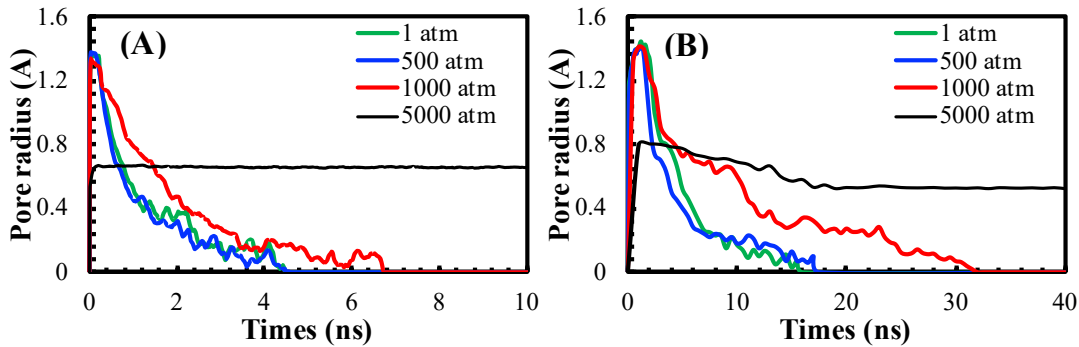 (A)
1 atm
500 atm
1000 atm
5000 atm
Pore radius (A)
1.6
1.2
0.8
0.4
0
0 2 4 6 8 10
Times (ns)
(B)
1 atm
500 atm
1000 atm
5000 atm
Pore radius (A)
1.6
1.2
0.8
0.4
0
0 10 20 30 40
Times (ns)